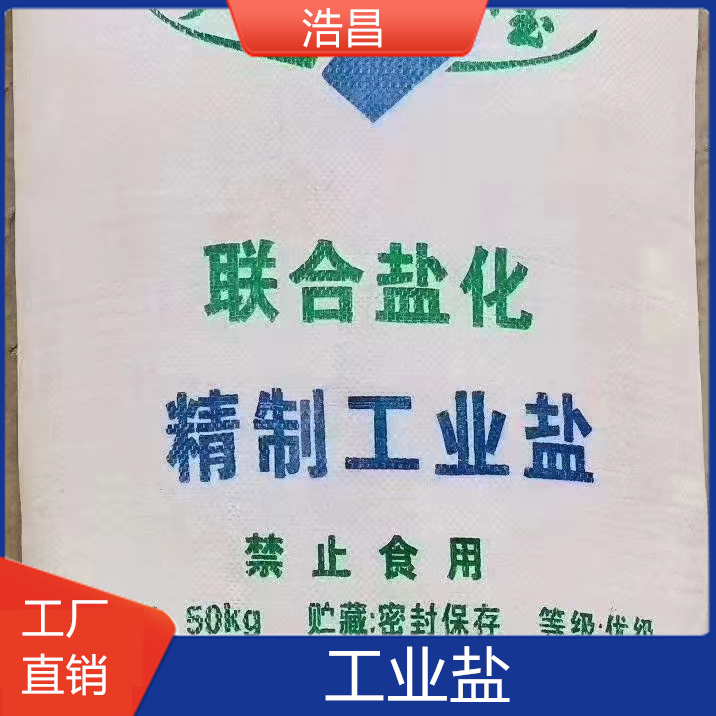 浩昌
宝
联合盐化
精制工业盐
禁止食用
50kg 贮藏:密封保存 等级:优级
工厂
直销
工业盐